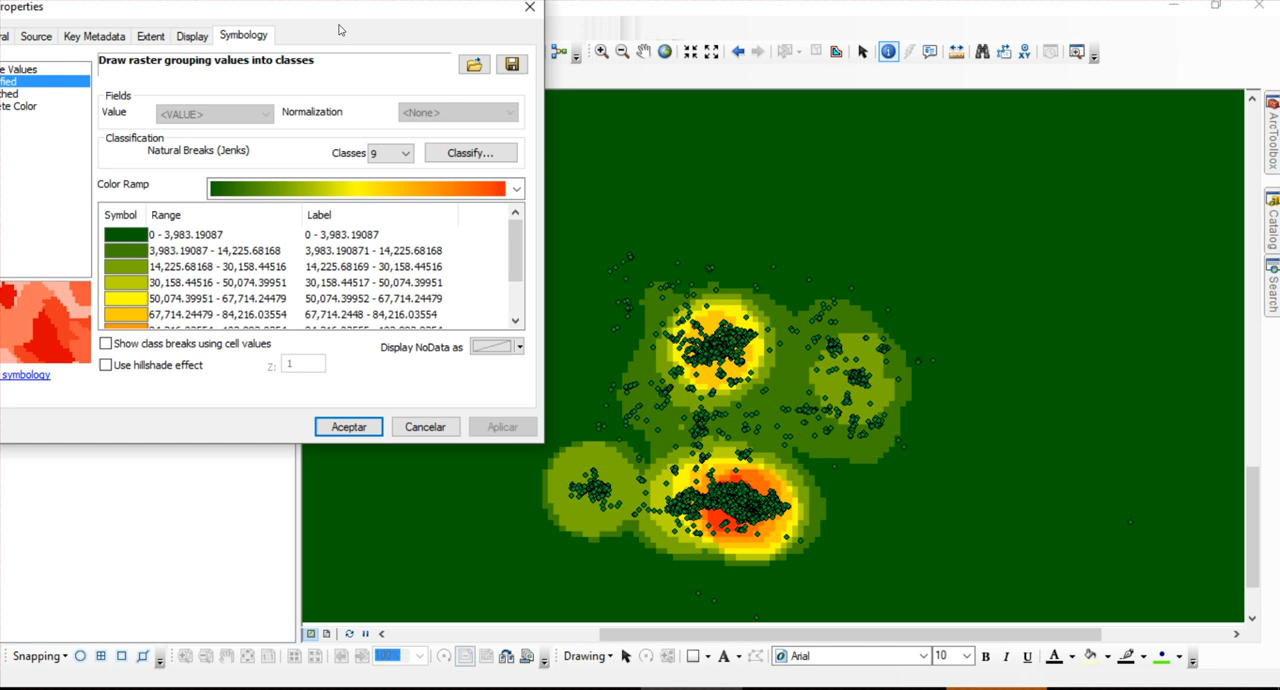 roperties
ral Source Key Metadata Extent Display Symbology
e Values
fied
ched
ete Color
symbology
Draw raster grouping values into classes
Fields
Value <VALUE> Normalization <None>
Classification
Natural Breaks (Jenks) Classes 9 Classify...
Color Ramp
Symbol Range Label
0 - 3,983.19087 0 - 3,983.19087
3,983.19087 - 14,225.68168 3,983.190871 - 14,225.68168
14,225.68168 - 30,158.44516 14,225.68169 - 30,158.44516
30,158.44516 - 50,074.39951 30,158.44517 - 50,074.39951
50,074.39951 - 67,714.24479 50,074.39952 - 67,714.24479
67,714.24479 - 84,216.03554 67,714.2448 - 84,216.03554
Show class breaks using cell values
Display NoData as
Use hillshade effect Z: 1
Aceptar Cancelar Aplicar
ArcToolbox
Catalog
Search
Snapping 100% Drawing A Arial 10 B I U A